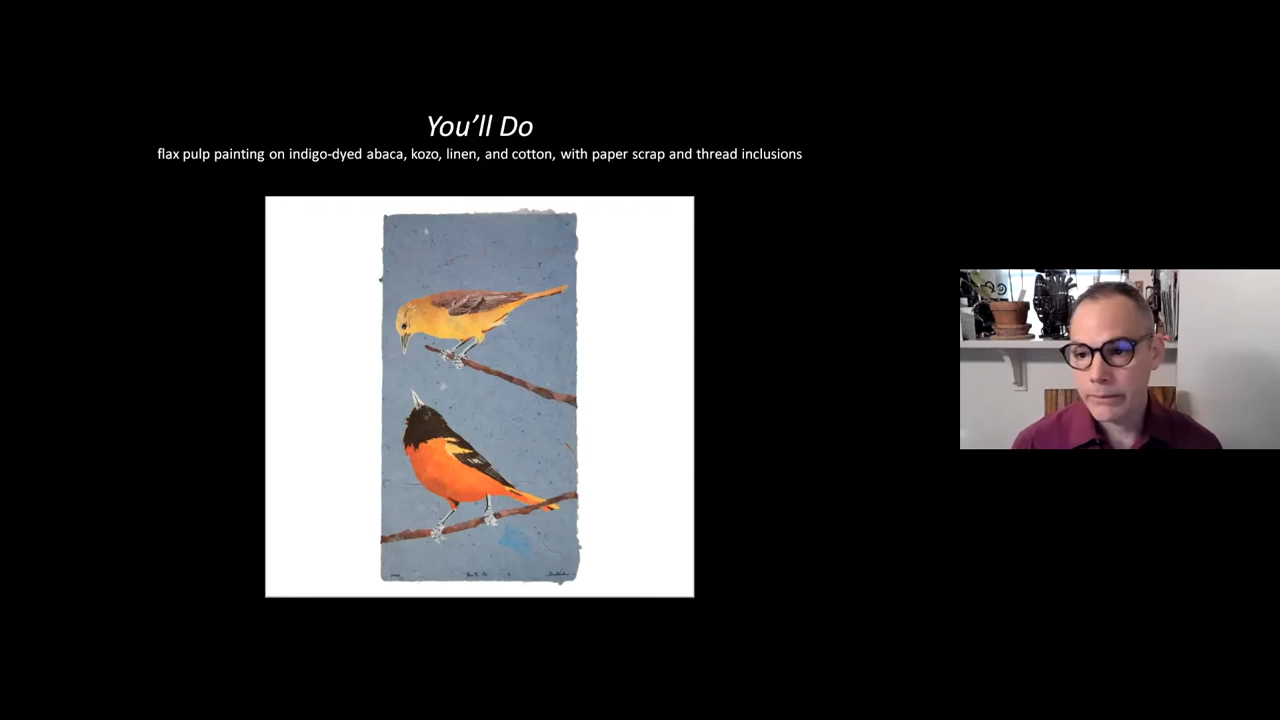 You'll Do
flax pulp painting on indigo-dyed abaca, kozo, linen, and cotton, with paper scrap and thread inclusions